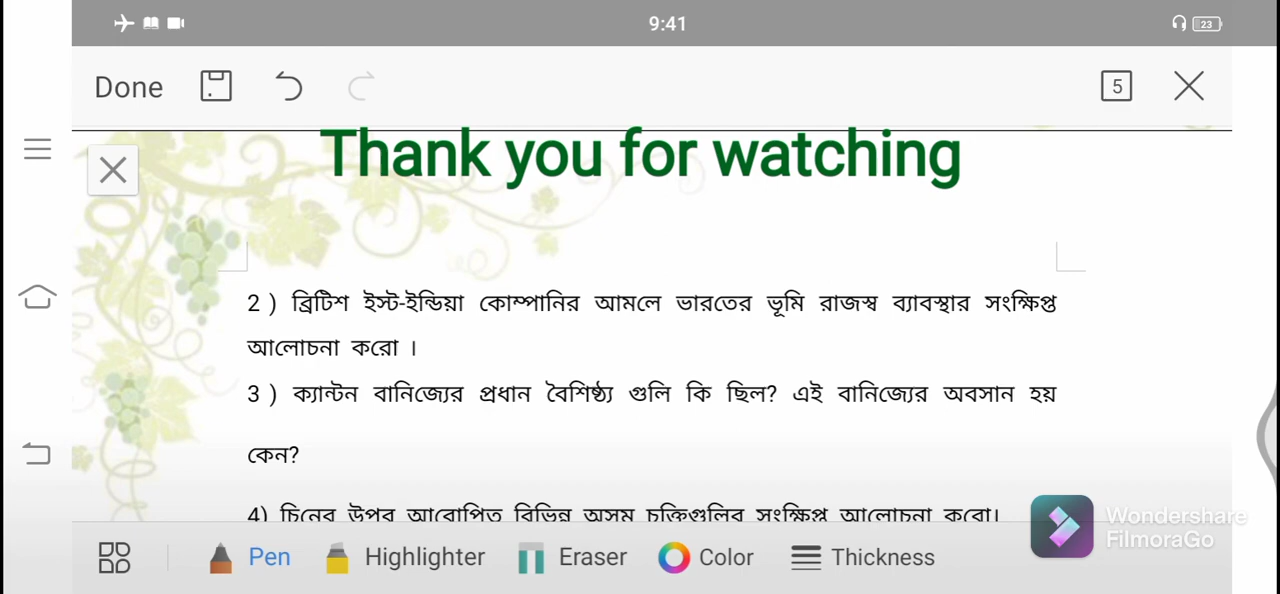 9:41
23
Done
5
Thank you for watching
2 ) ব্রিটিশ ইস্ট-ইন্ডিয়া কোম্পানির আমলে ভারতের ভূমি রাজস্ব ব্যাবস্থার সংক্ষিপ্ত
আলোচনা করো ।
3 ) ক্যান্টন বানিজ্যের প্রধান বৈশিষ্ঠ্য গুলি কি ছিল? এই বানিজ্যের অবসান হয়
কেন?
4) চিনের উপর আরোপিত বিভিন্ন অসম চুক্তিগুলির সংক্ষিপ্ত আলোচনা করো।
Wondershare
FilmoraGo
Pen Highlighter Eraser Color Thickness